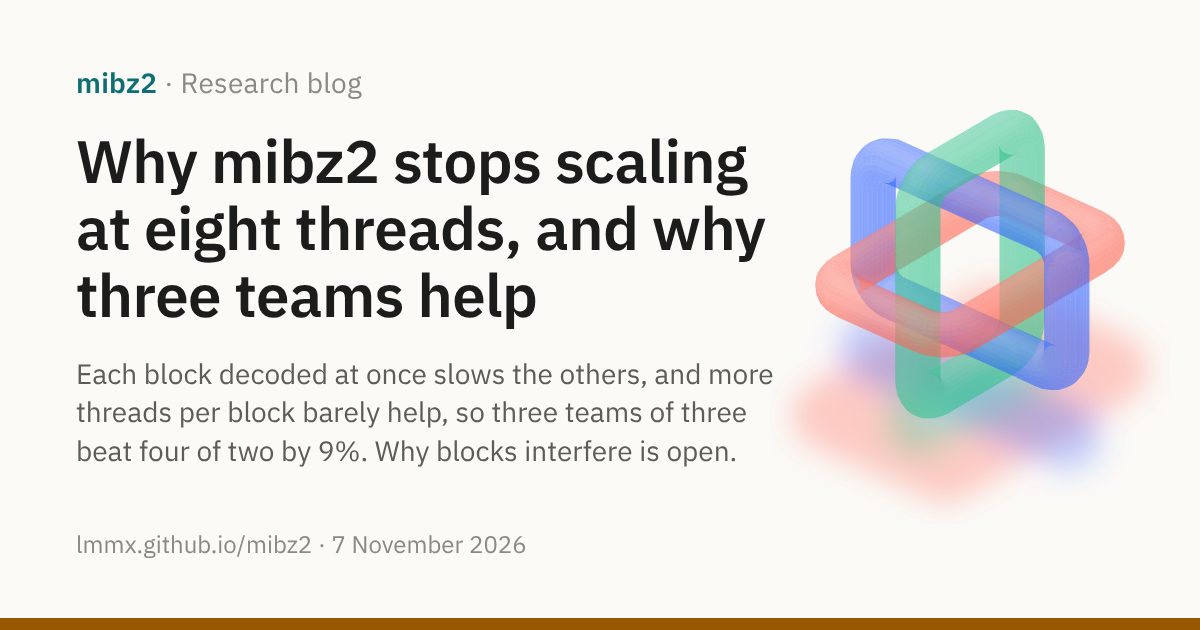 mibz2 · Research blog
Why mibz2 stops scaling
at eight threads, and why
three teams help
Each block decoded at once slows the others, and more
threads per block barely help, so three teams of three
beat four of two by 9%. Why blocks interfere is open.
lmmx.github.io/mibz2 · 7 November 2026